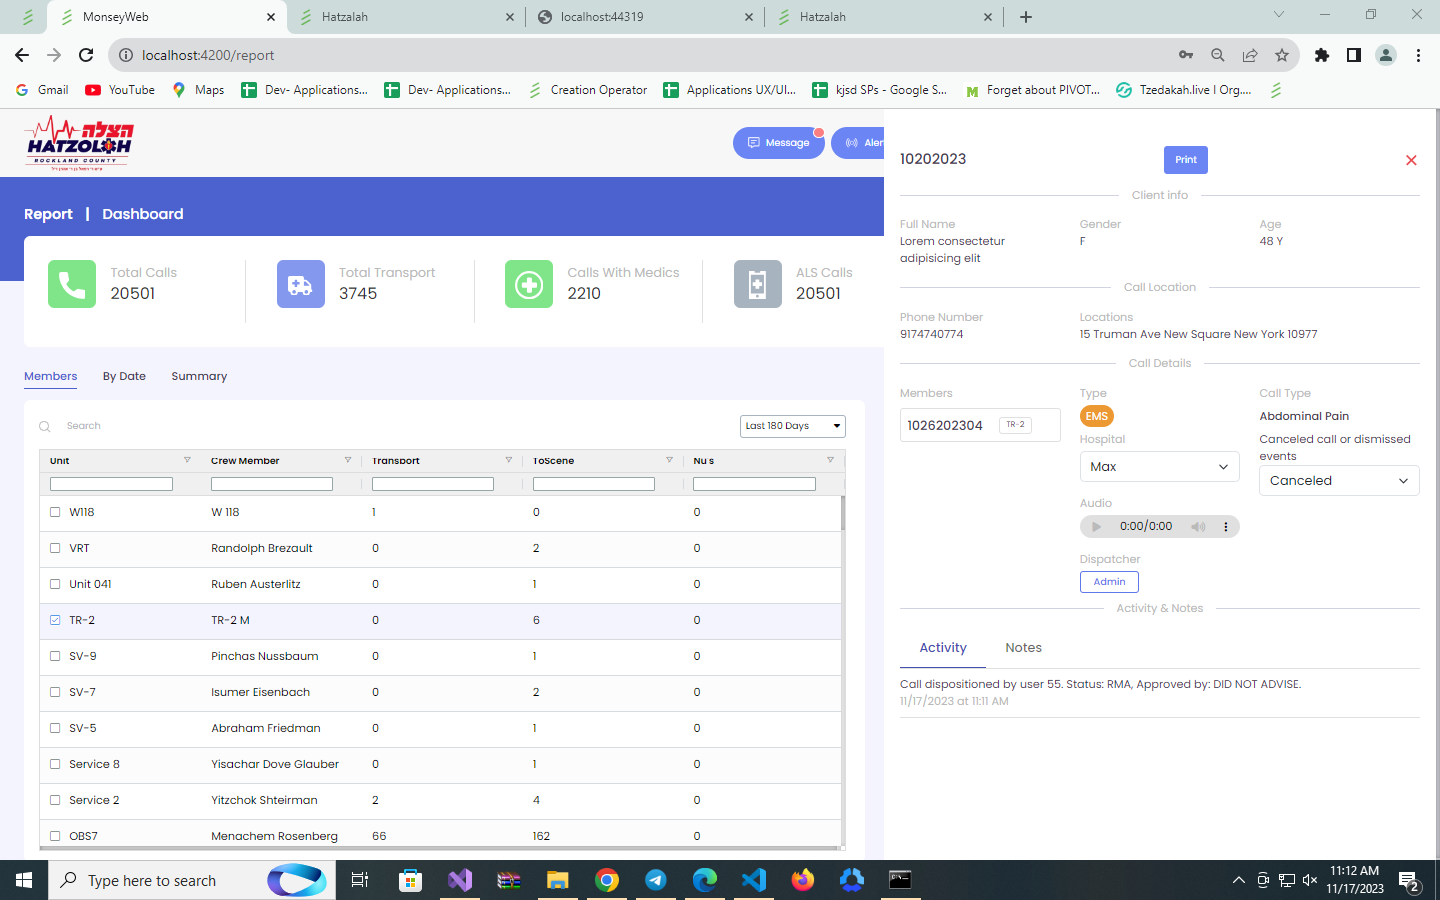 MonseyWeb
Hatzalah
localhost:44319
Hatzalah
localhost:4200/report
Gmail
YouTube
Maps
Dev- Applications...
Dev- Applications...
Creation Operator
Applications UX/UI...
kjsd SPs - Google S...
Forget about PIVOT...
Tzedakah.live I Org....
הצלה
HATZOLOH
ROCKLAND COUNTY
Message
Aler
Report | Dashboard
Total Calls
20501
Total Transport
3745
Calls With Medics
2210
ALS Calls
20501
Members
By Date
Summary
Search
Last 180 Days
Unit Crew Member Transport ToScene Nu's
W118 W 118 1 0 0
VRT Randolph Brezault 0 2 0
Unit 041 Ruben Austerlitz 0 1 0
TR-2 TR-2 M 0 6 0
SV-9 Pinchas Nussbaum 0 1 0
SV-7 Isumer Eisenbach 0 2 0
SV-5 Abraham Friedman 0 1 0
Service 8 Yisachar Dove Glauber 0 1 0
Service 2 Yitzchok Shteirman 2 4 0
OBS7 Menachem Rosenberg 66 162 0
10202023
Print
Client info
Full Name
Lorem consectetur
adipisicing elit
Gender
F
Age
48 Y
Call Location
Phone Number
9174740774
Locations
15 Truman Ave New Square New York 10977
Call Details
Members
1026202304 TR-2
Type
EMS
Hospital
Max
Audio
0:00/0:00
Dispatcher
Admin
Call Type
Abdominal Pain
Canceled call or dismissed
events
Canceled
Activity & Notes
Activity
Notes
Call dispositioned by user 55. Status: RMA, Approved by: DID NOT ADVISE.
11/17/2023 at 11:11 AM
Type here to search
11:12 AM
11/17/2023
2